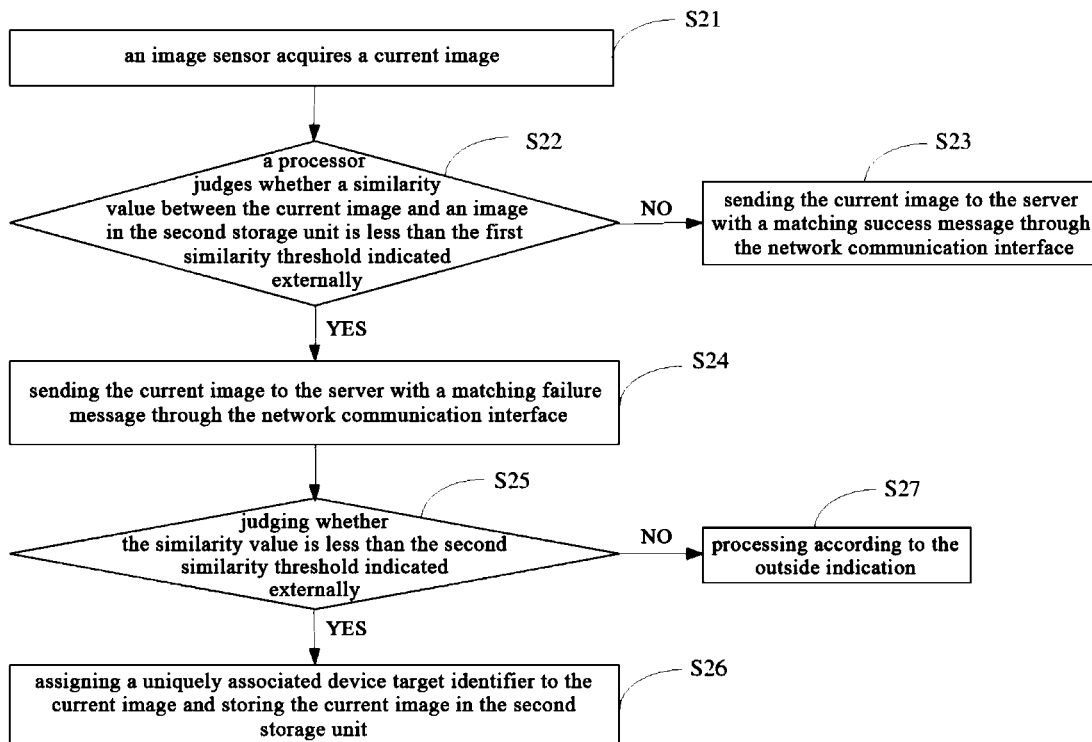 S21
an image sensor acquires a current image
S22
a processor
judges whether a similarity
value between the current image and an image
in the second storage unit is less than the first
similarity threshold indicated
externally
NO
S23
sending the current image to the server
with a matching success message through
the network communication interface
YES
S24
sending the current image to the server with a matching failure
message through the network communication interface
S25
judging whether
the similarity value is less than the second
similarity threshold indicated
externally
NO
S27
processing according to the
outside indication
YES
S26
assigning a uniquely associated device target identifier to the
current image and storing the current image in the second
storage unit